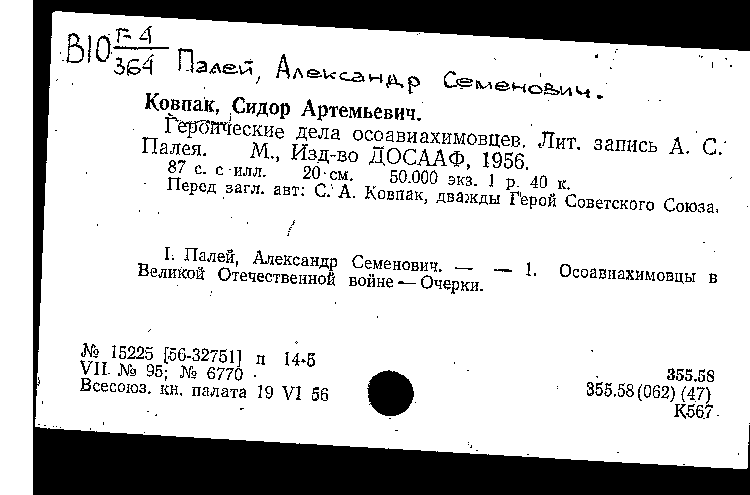 В10 Г-4/364 Палей, Александр Семенович.
Ковпак, Сидор Артемьевич.
Героические дела осоавиахимовцев. Лит. запись А. С.
Палея. М., Изд-во ДОСААФ, 1956.
87 с. с илл. 20 см. 50.000 экз. 1 р. 40 к.
Перед загл. авт: С. А. Ковпак, дважды Герой Советского Союза.
I. Палей, Александр Семенович. — — 1. Осоавиахимовцы в
Великой Отечественной войне — Очерки.
№ 15225 [56-32751] п 14-5
VII № 95; № 6770
Всесоюз. кн. палата 19 VI 56
355.58
355.58(062)(47)
К567